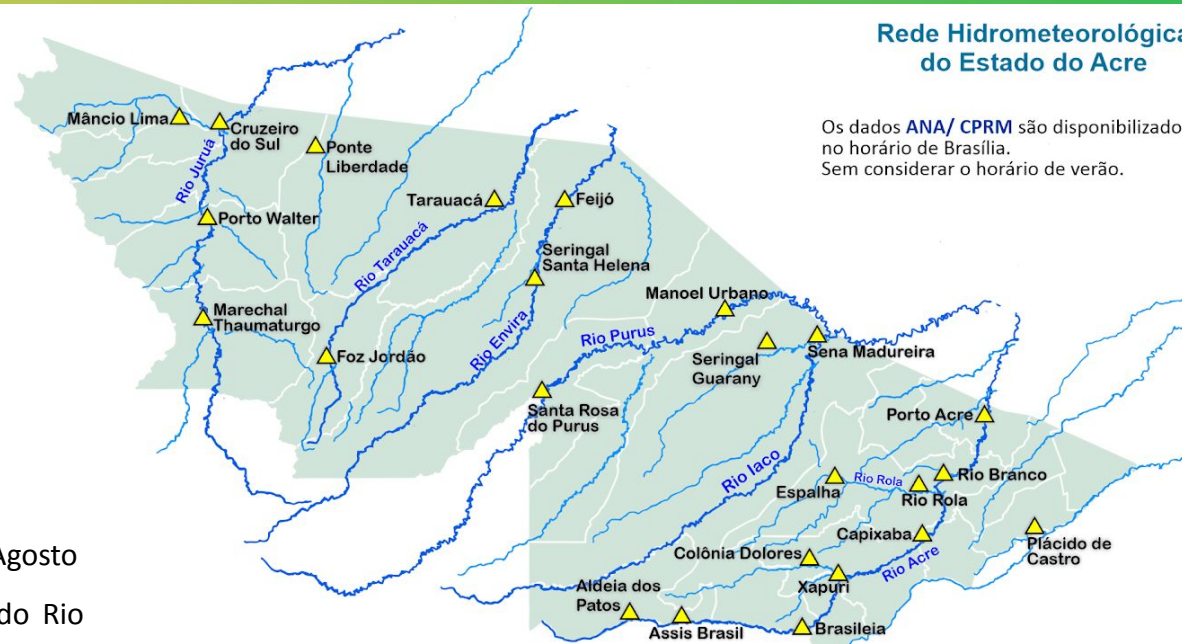 Rede Hidrometeorológica
do Estado do Acre
Os dados ANA/ CPRM são disponibilizado
no horário de Brasília.
Sem considerar o horário de verão.
Mâncio Lima
Cruzeiro
do Sul
Ponte
Liberdade
Rio Juruá
Porto Walter
Tarauacá
Feijó
Rio Tarauacá
Seringal
Santa Helena
Marechal
Thaumaturgo
Foz Jordão
Rio Envira
Manoel Urbano
Rio Purus
Seringal
Guarany
Sena Madureira
Santa Rosa
do Purus
Porto Acre
Rio Iaco
Espalha
Rio Rola
Rio Rola
Rio Branco
Capixaba
Plácido de
Castro
Colônia Dolores
Rio Acre
Xapuri
Aldeia dos
Patos
Assis Brasil
Brasileia
Agosto
do Rio